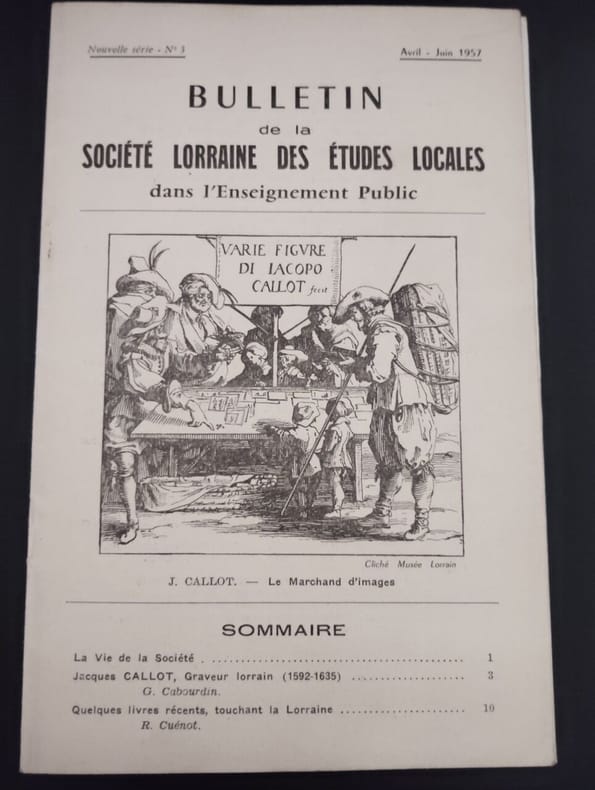 Nouvelle série - N° 3
Avril - Juin 1957
BULLETIN
de la
SOCIÉTÉ LORRAINE DES ÉTUDES LOCALES
dans l'Enseignement Public
VARIE FIGVRE
DI IACOPO
CALLOT fecit
Cliché Musée Lorrain
J. CALLOT. — Le Marchand d'images
SOMMAIRE
La Vie de la Société . ........................................... 1
Jacques CALLOT, Graveur lorrain (1592-1635) ................... 3
G. Cabourdin.
Quelques livres récents, touchant la Lorraine ..................... 10
R. Cuénot.